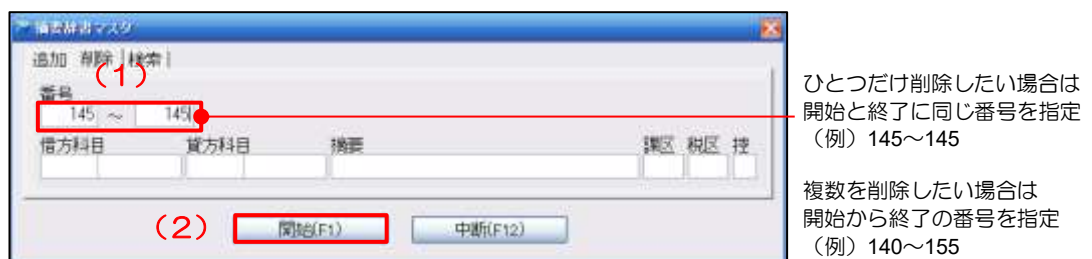 摘要辞書マスタ
追加 削除 検索
(1)
番号
145 ～ 145
借方科目 貸方科目 摘要 課区 税区 控
(2) 開始(F1) 中断(F12)
ひとつだけ削除したい場合は
開始と終了に同じ番号を指定
（例）145～145
複数を削除したい場合は
開始から終了の番号を指定
（例）140～155